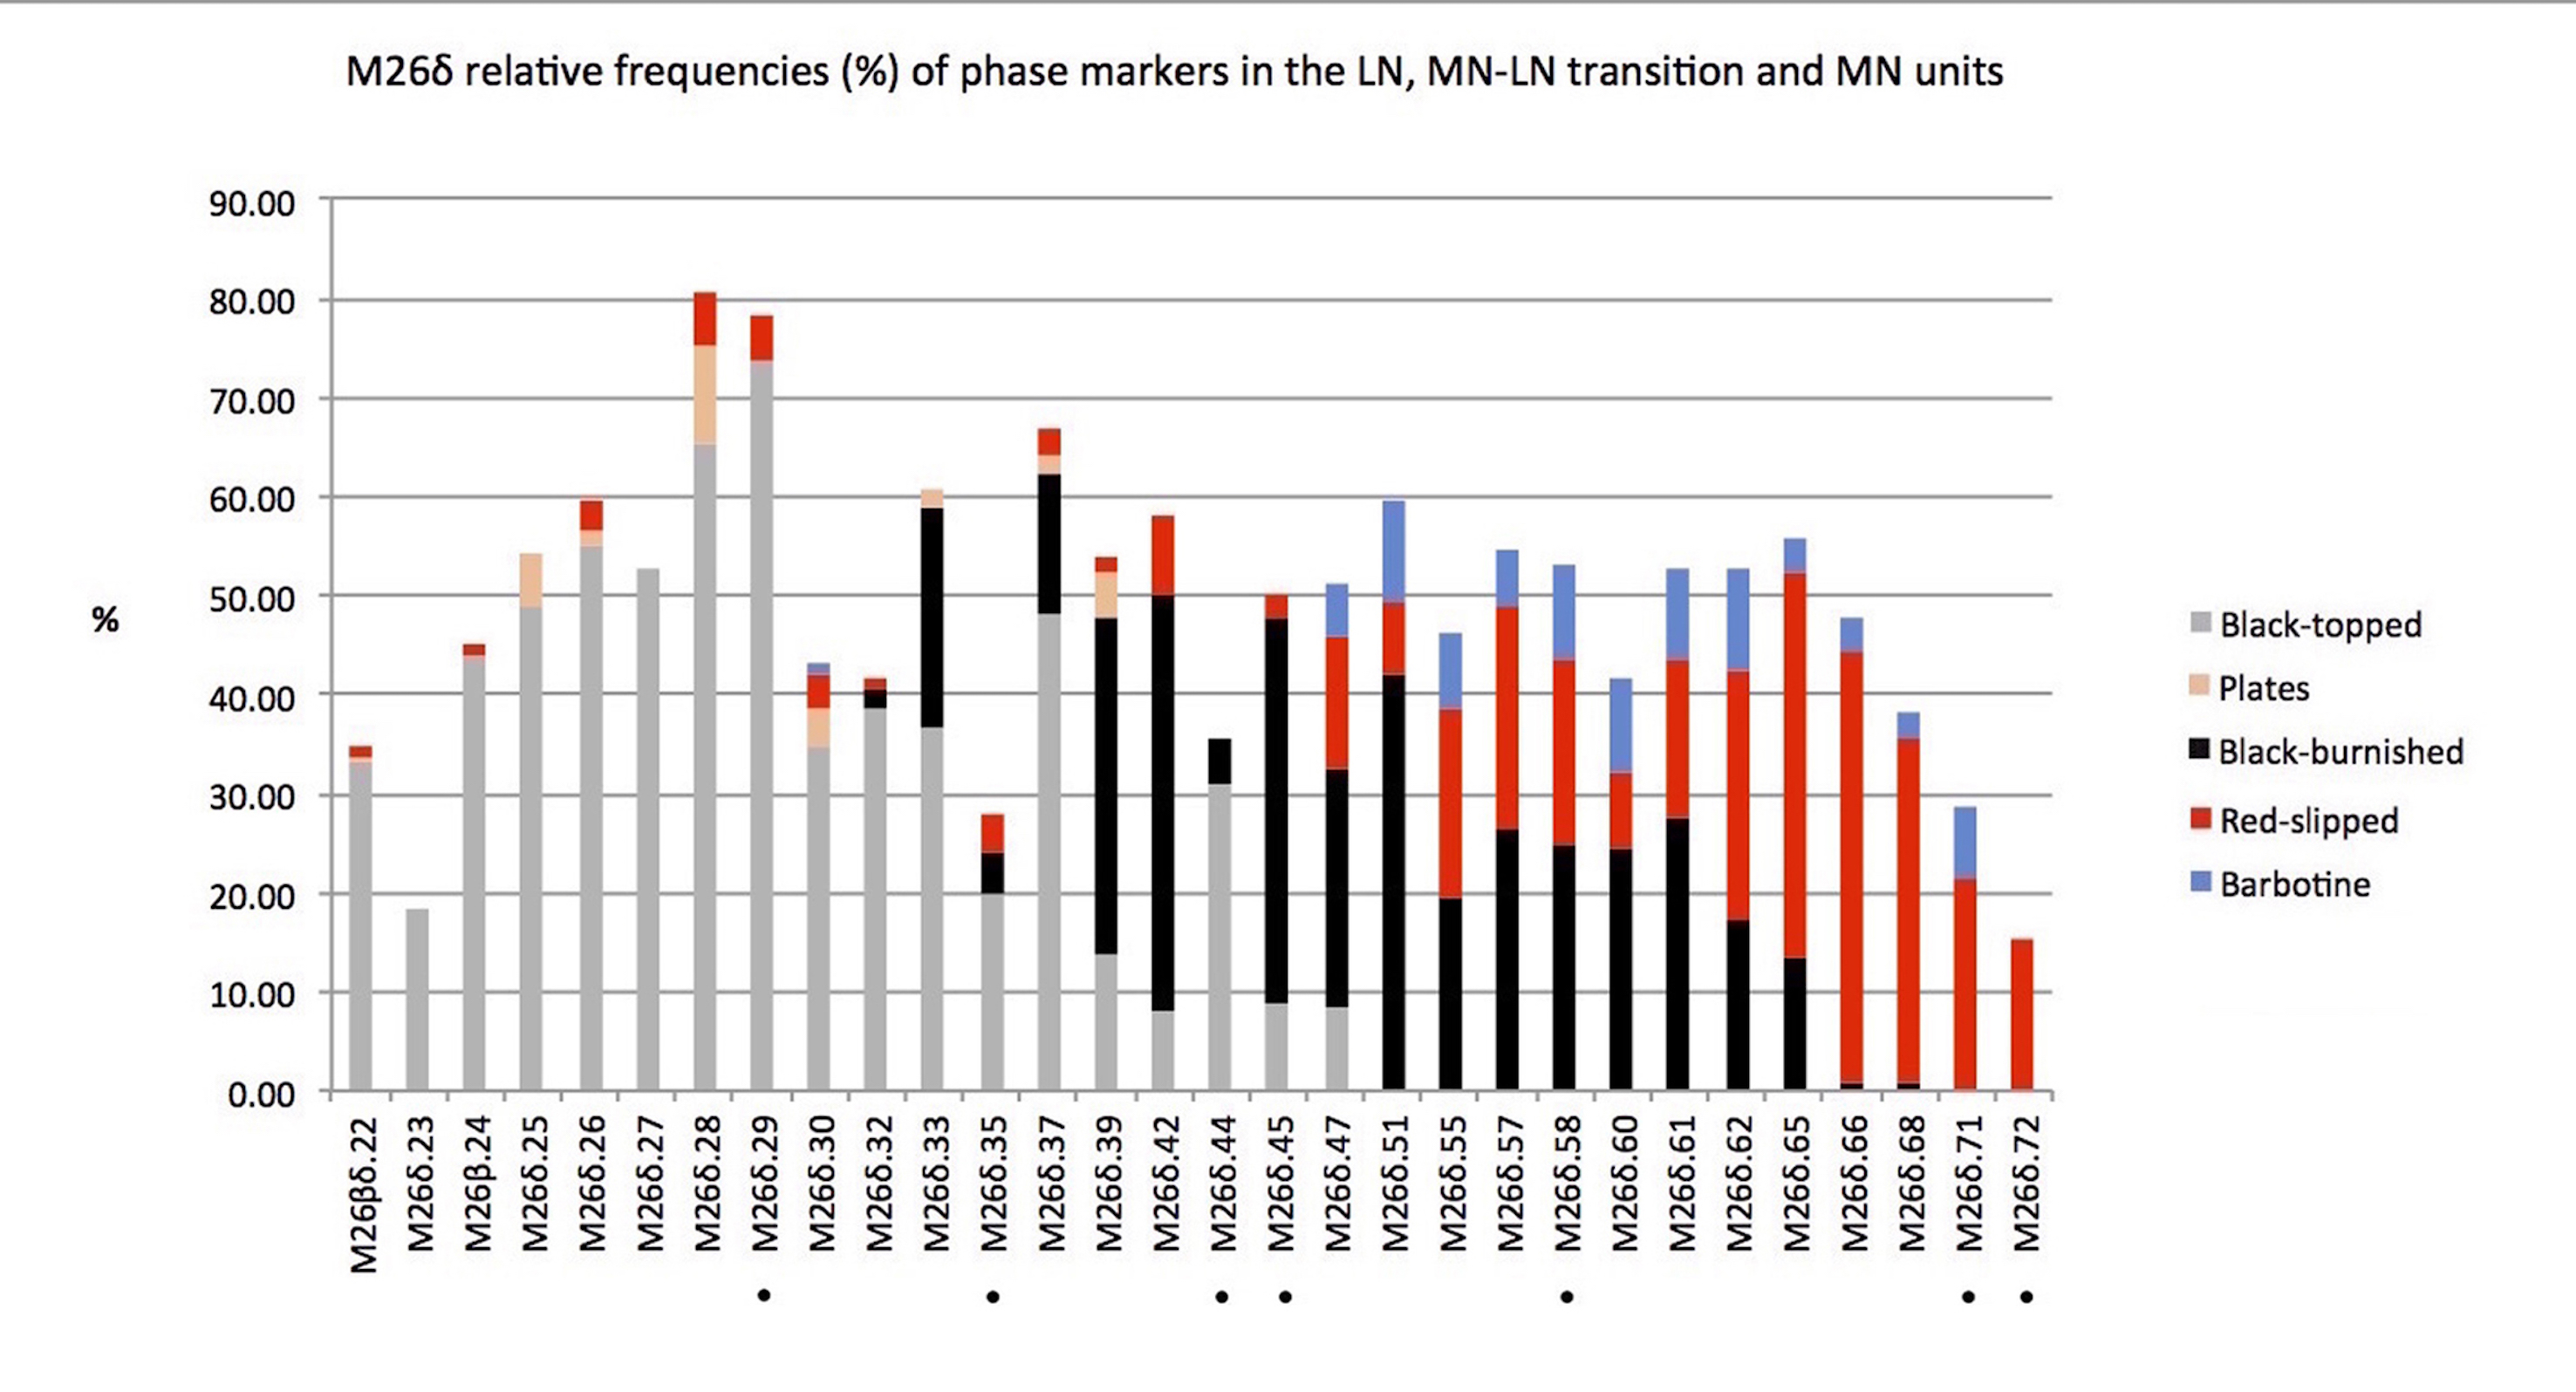 M26δ relative frequencies (%) of phase markers in the LN, MN-LN transition and MN units
90.00
80.00
70.00
60.00
50.00
40.00
30.00
20.00
10.00
0.00
%
M26βδ.22
M26δ.23
M26β.24
M26δ.25
M26δ.26
M26δ.27
M26δ.28
M26δ.29
M26δ.30
M26δ.32
M26δ.33
M26δ.35
M26δ.37
M26δ.39
M26δ.42
M26δ.44
M26δ.45
M26δ.47
M26δ.51
M26δ.55
M26δ.57
M26δ.58
M26δ.60
M26δ.61
M26δ.62
M26δ.65
M26δ.66
M26δ.68
M26δ.71
M26δ.72
Black-topped
Plates
Black-burnished
Red-slipped
Barbotine